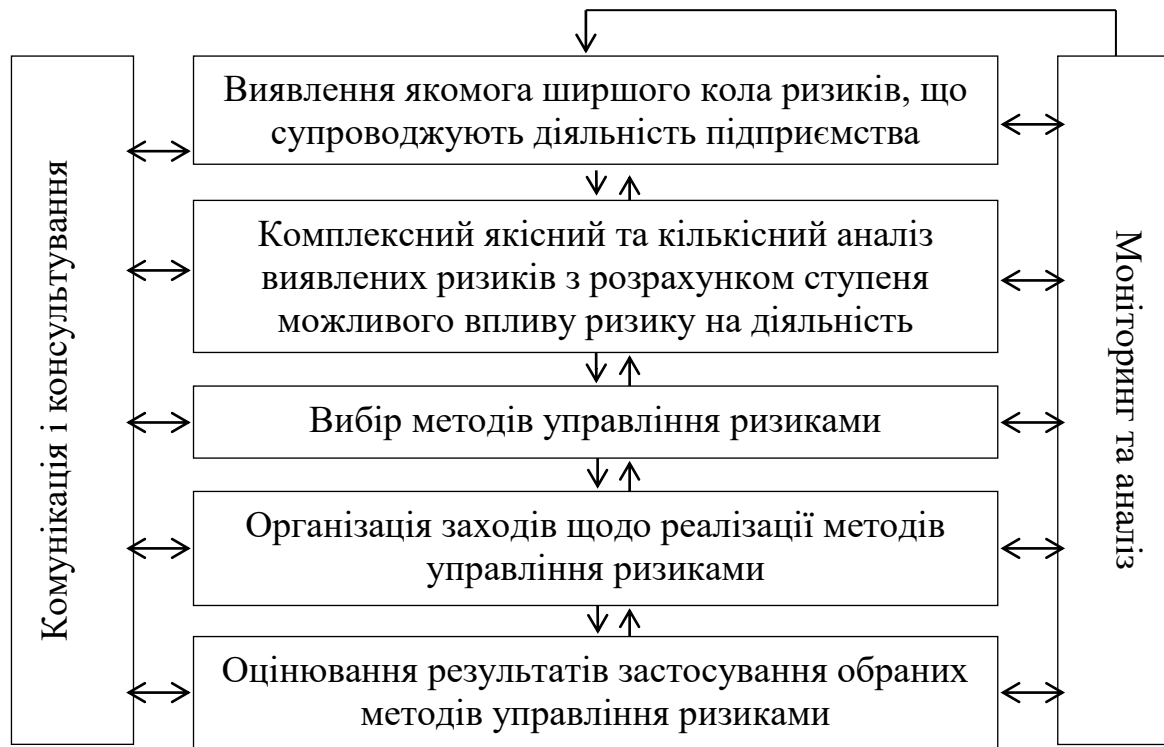 Комунікація і консультування
Виявлення якомога ширшого кола ризиків, що
супроводжують діяльність підприємства
Комплексний якісний та кількісний аналіз
виявлених ризиків з розрахунком ступеня
можливого впливу ризику на діяльність
Вибір методів управління ризиками
Організація заходів щодо реалізації методів
управління ризиками
Оцінювання результатів застосування обраних
методів управління ризиками
Моніторинг та аналіз